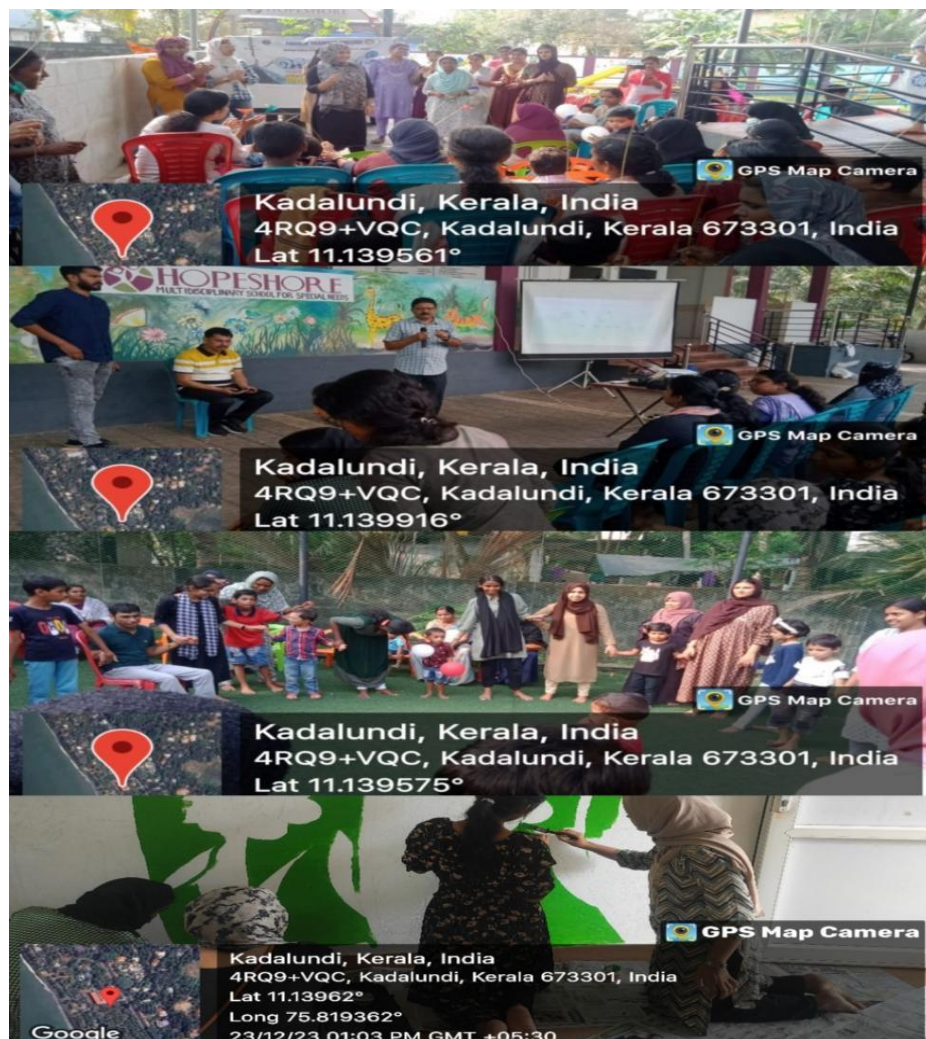 GPS Map Camera
Kadalundi, Kerala, India
4RQ9+VQC, Kadalundi, Kerala 673301, India
Lat 11.139561°
HOPESHORE
MULTIDISCIPLINARY SCHOOL FOR SPECIAL NEEDS
GPS Map Camera
Kadalundi, Kerala, India
4RQ9+VQC, Kadalundi, Kerala 673301, India
Lat 11.139916°
GPS Map Camera
Kadalundi, Kerala, India
4RQ9+VQC, Kadalundi, Kerala 673301, India
Lat 11.139575°
GPS Map Camera
Kadalundi, Kerala, India
4RQ9+VQC, Kadalundi, Kerala 673301, India
Lat 11.13962°
Long 75.819362°
23/12/23 01:03 PM GMT +05:30
Google